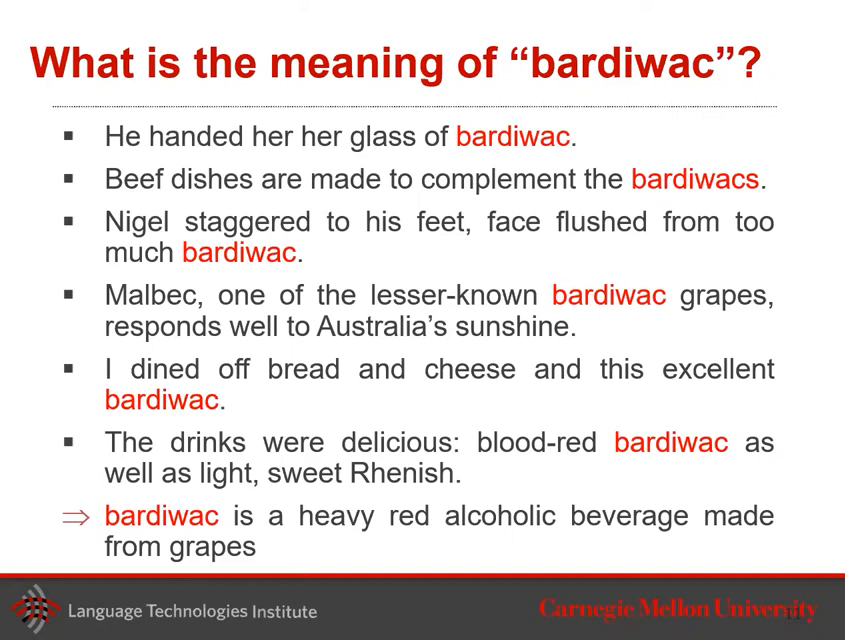 What is the meaning of “bardiwac”?
▪ He handed her her glass of bardiwac.
▪ Beef dishes are made to complement the bardiwacs.
▪ Nigel staggered to his feet, face flushed from too
much bardiwac.
▪ Malbec, one of the lesser-known bardiwac grapes,
responds well to Australia’s sunshine.
▪ I dined off bread and cheese and this excellent
bardiwac.
▪ The drinks were delicious: blood-red bardiwac as
well as light, sweet Rhenish.
⇒ bardiwac is a heavy red alcoholic beverage made
from grapes
Language Technologies Institute
Carnegie Mellon University